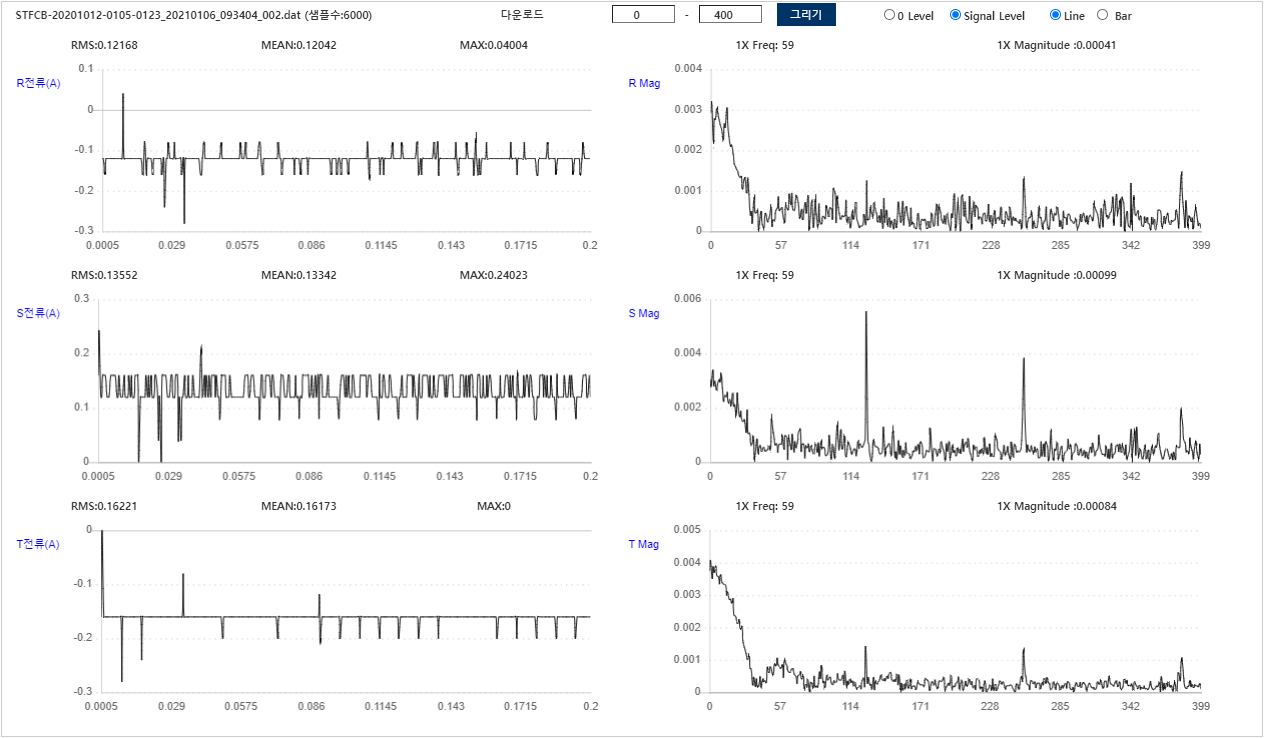 STFCB-20201012-0105-0123_20210106_093404_002.dat (샘플수:6000) 다운로드 0 - 400 그리기 0 Level Signal Level Line Bar
RMS:0.12168 MEAN:0.12042 MAX:0.04004 1X Freq: 59 1X Magnitude :0.00041
R전류(A)
0.1
0
-0.1
-0.2
-0.3
0.0005 0.029 0.0575 0.086 0.1145 0.143 0.1715 0.2
R Mag
0.004
0.003
0.002
0.001
0
0 57 114 171 228 285 342 399
RMS:0.13552 MEAN:0.13342 MAX:0.24023 1X Freq: 59 1X Magnitude :0.00099
S전류(A)
0.3
0.2
0.1
0
0.0005 0.029 0.0575 0.086 0.1145 0.143 0.1715 0.2
S Mag
0.006
0.004
0.002
0
0 57 114 171 228 285 342 399
RMS:0.16221 MEAN:0.16173 MAX:0 1X Freq: 59 1X Magnitude :0.00084
T전류(A)
0
-0.1
-0.2
-0.3
0.0005 0.029 0.0575 0.086 0.1145 0.143 0.1715 0.2
T Mag
0.005
0.004
0.003
0.002
0.001
0
0 57 114 171 228 285 342 399